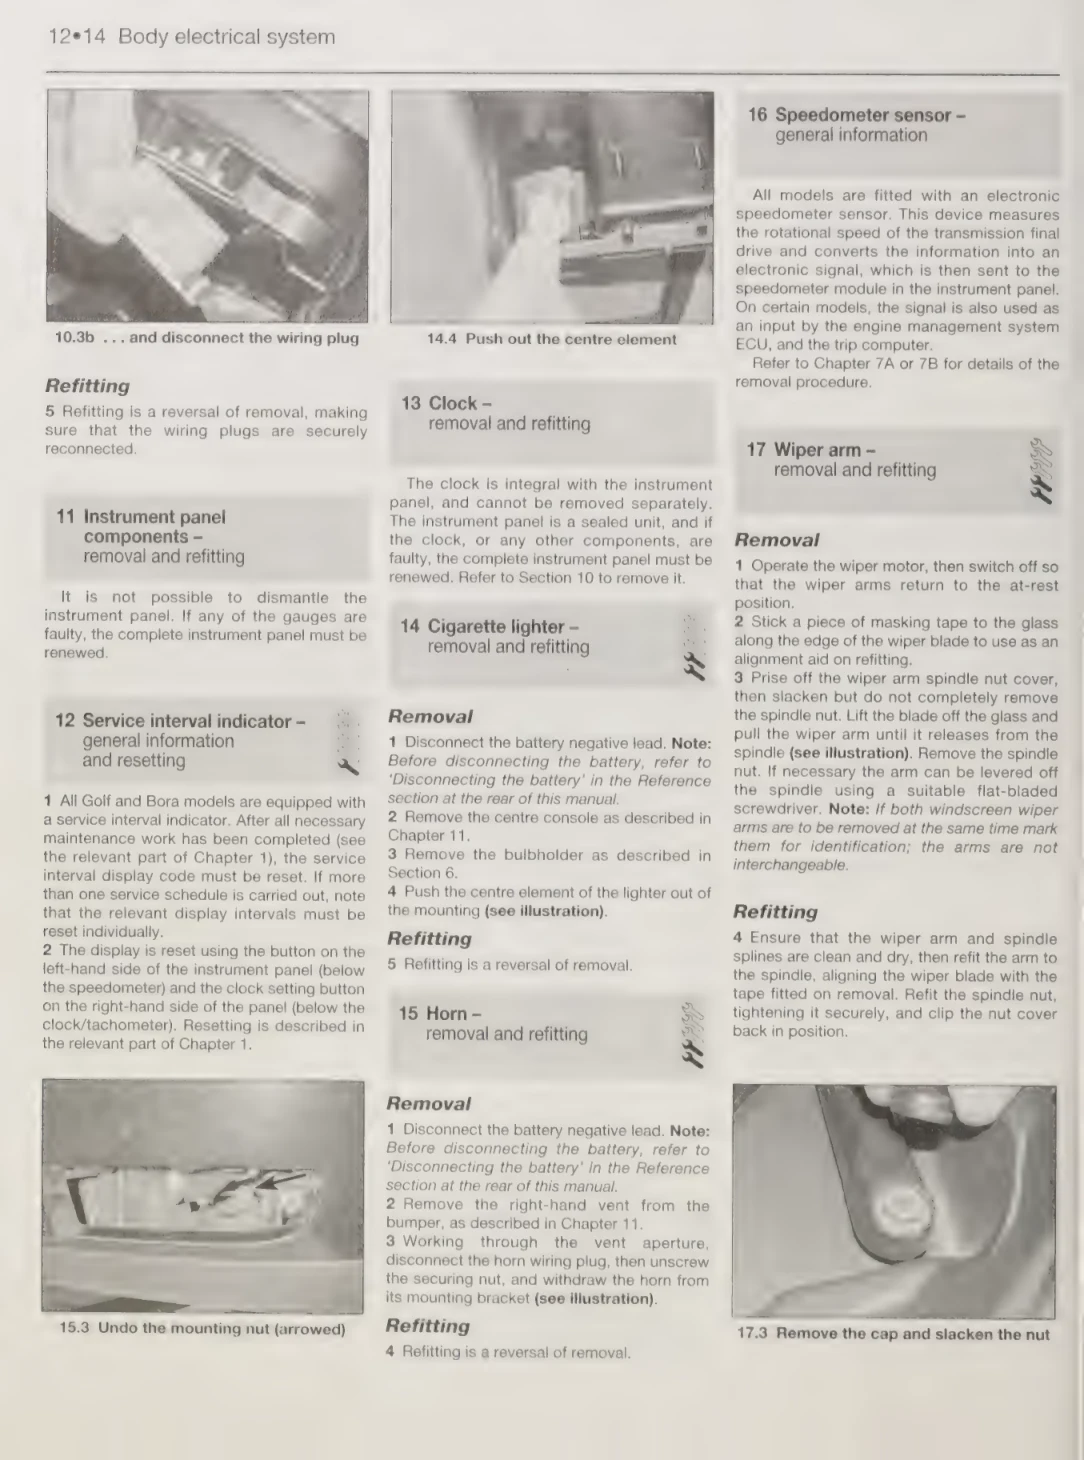 12•14 Body electrical system
10.3b ... and disconnect the wiring plug
Refitting
5 Refitting is a reversal of removal, making
sure that the wiring plugs are securely
reconnected.
11 Instrument panel
components –
removal and refitting
It is not possible to dismantle the
instrument panel. If any of the gauges are
faulty, the complete instrument panel must be
renewed.
12 Service interval indicator –
general information
and resetting
1 All Golf and Bora models are equipped with
a service interval indicator. After all necessary
maintenance work has been completed (see
the relevant part of Chapter 1), the service
interval display code must be reset. If more
than one service schedule is carried out, note
that the relevant display intervals must be
reset individually.
2 The display is reset using the button on the
left-hand side of the instrument panel (below
the speedometer) and the clock setting button
on the right-hand side of the panel (below the
clock/tachometer). Resetting is described in
the relevant part of Chapter 1.
15.3 Undo the mounting nut (arrowed)
14.4 Push out the centre element
13 Clock –
removal and refitting
The clock is integral with the instrument
panel, and cannot be removed separately.
The instrument panel is a sealed unit, and if
the clock, or any other components, are
faulty, the complete instrument panel must be
renewed. Refer to Section 10 to remove it.
14 Cigarette lighter –
removal and refitting
Removal
1 Disconnect the battery negative lead. Note:
Before disconnecting the battery, refer to
'Disconnecting the battery' in the Reference
section at the rear of this manual.
2 Remove the centre console as described in
Chapter 11.
3 Remove the bulbholder as described in
Section 6.
4 Push the centre element of the lighter out of
the mounting (see illustration).
Refitting
5 Refitting is a reversal of removal.
15 Horn –
removal and refitting
Removal
1 Disconnect the battery negative lead. Note:
Before disconnecting the battery, refer to
'Disconnecting the battery' in the Reference
section at the rear of this manual.
2 Remove the right-hand vent from the
bumper, as described in Chapter 11.
3 Working through the vent aperture,
disconnect the horn wiring plug, then unscrew
the securing nut, and withdraw the horn from
its mounting bracket (see illustration).
Refitting
4 Refitting is a reversal of removal.
16 Speedometer sensor –
general information
All models are fitted with an electronic
speedometer sensor. This device measures
the rotational speed of the transmission final
drive and converts the information into an
electronic signal, which is then sent to the
speedometer module in the instrument panel.
On certain models, the signal is also used as
an input by the engine management system
ECU, and the trip computer.
Refer to Chapter 7A or 7B for details of the
removal procedure.
17 Wiper arm –
removal and refitting
Removal
1 Operate the wiper motor, then switch off so
that the wiper arms return to the at-rest
position.
2 Stick a piece of masking tape to the glass
along the edge of the wiper blade to use as an
alignment aid on refitting.
3 Prise off the wiper arm spindle nut cover,
then slacken but do not completely remove
the spindle nut. Lift the blade off the glass and
pull the wiper arm until it releases from the
spindle (see illustration). Remove the spindle
nut. If necessary the arm can be levered off
the spindle using a suitable flat-bladed
screwdriver. Note: If both windscreen wiper
arms are to be removed at the same time mark
them for identification; the arms are not
interchangeable.
Refitting
4 Ensure that the wiper arm and spindle
splines are clean and dry, then refit the arm to
the spindle, aligning the wiper blade with the
tape fitted on removal. Refit the spindle nut,
tightening it securely, and clip the nut cover
back in position.
17.3 Remove the cap and slacken the nut